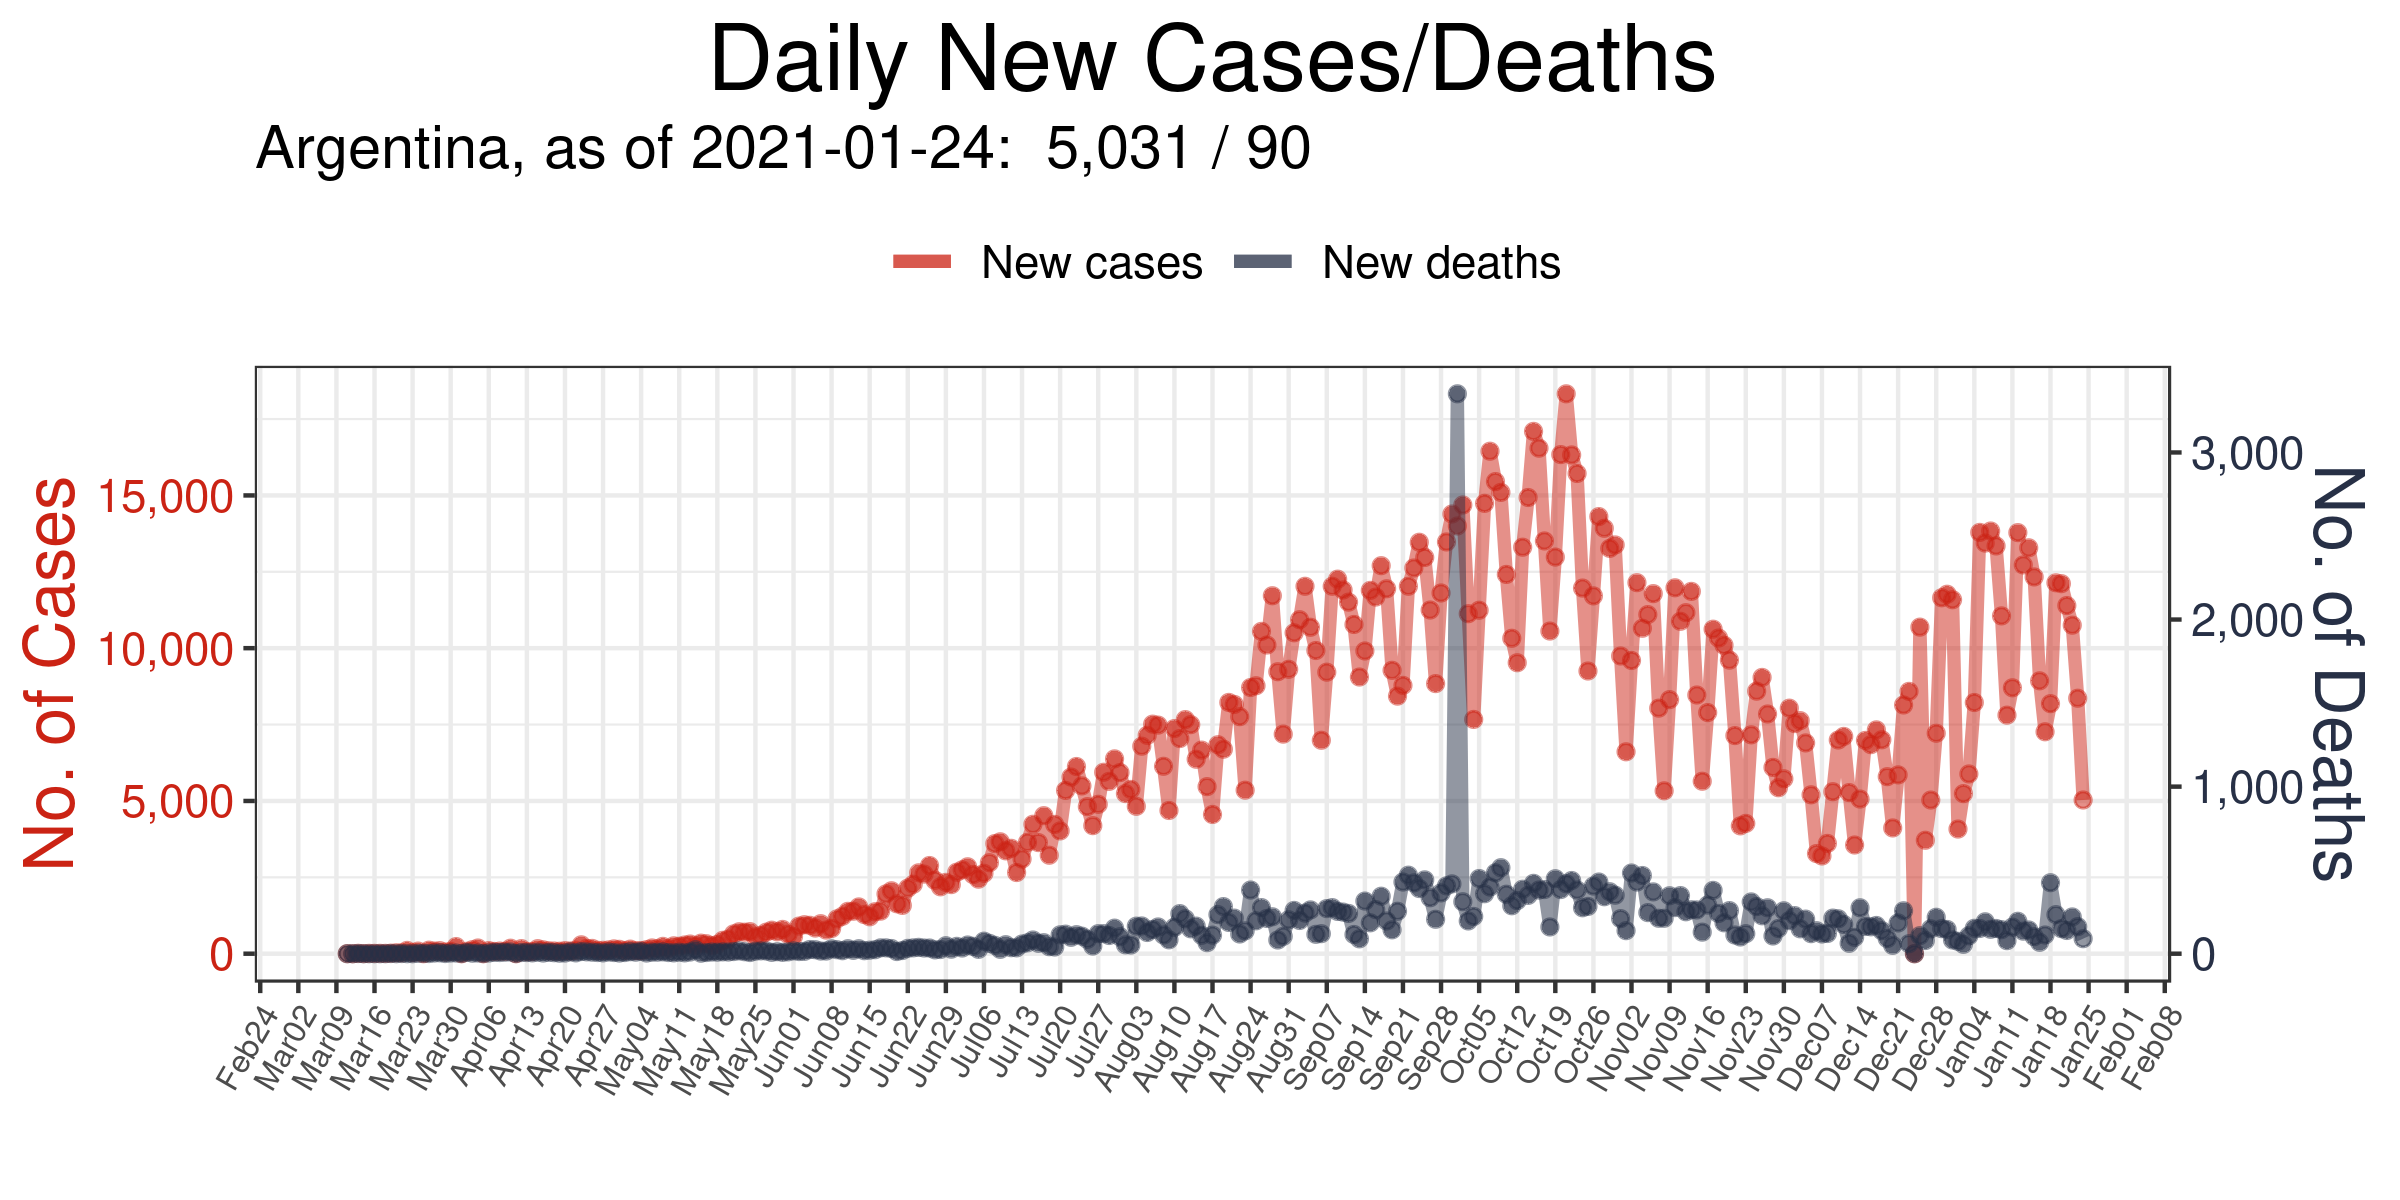 Daily New Cases/Deaths
Argentina, as of 2021-01-24:  5,031 / 90
New cases New deaths
No. of Cases
15,000
10,000
5,000
0
3,000
2,000
1,000
0
No. of Deaths
Feb24 Mar02 Mar09 Mar16 Mar23 Mar30 Apr06 Apr13 Apr20 Apr27 May04 May11 May18 May25 Jun01 Jun08 Jun15 Jun22 Jun29 Jul06 Jul13 Jul20 Jul27 Aug03 Aug10 Aug17 Aug24 Aug31 Sep07 Sep14 Sep21 Sep28 Oct05 Oct12 Oct19 Oct26 Nov02 Nov09 Nov16 Nov23 Nov30 Dec07 Dec14 Dec21 Dec28 Jan04 Jan11 Jan18 Jan25 Feb01 Feb08